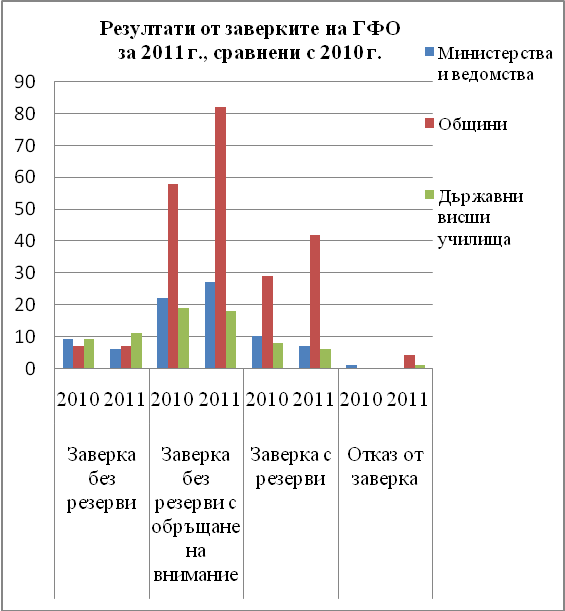 Резултати от заверките на ГФО
за 2011 г., сравнени с 2010 г.
Министерства
и ведомства
Общини
Държавни
висши
училища
90
80
70
60
50
40
30
20
10
0
2010 2011 2010 2011 2010 2011 2010 2011
Заверка
без
резерви
Заверка
без
резерви с
обръщане
на
внимание
Заверка с
резерви
Отказ от
заверка